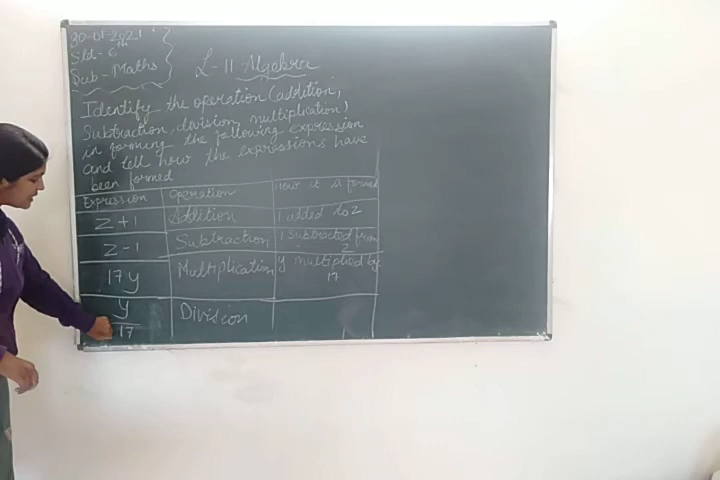 30-01-2021
Std- 6th
Sub- Maths
L-11 Algebra
Identify the operation (addition,
Subtraction, division, multiplication)
in forming the following expression
and tell how the expressions have
been formed
Expression Operation How it is formed
Z+1 Addition 1 added to Z
Z-1 Subtraction 1 subtracted from Z
17y Multiplication y multiplied by 17
y/17 Division